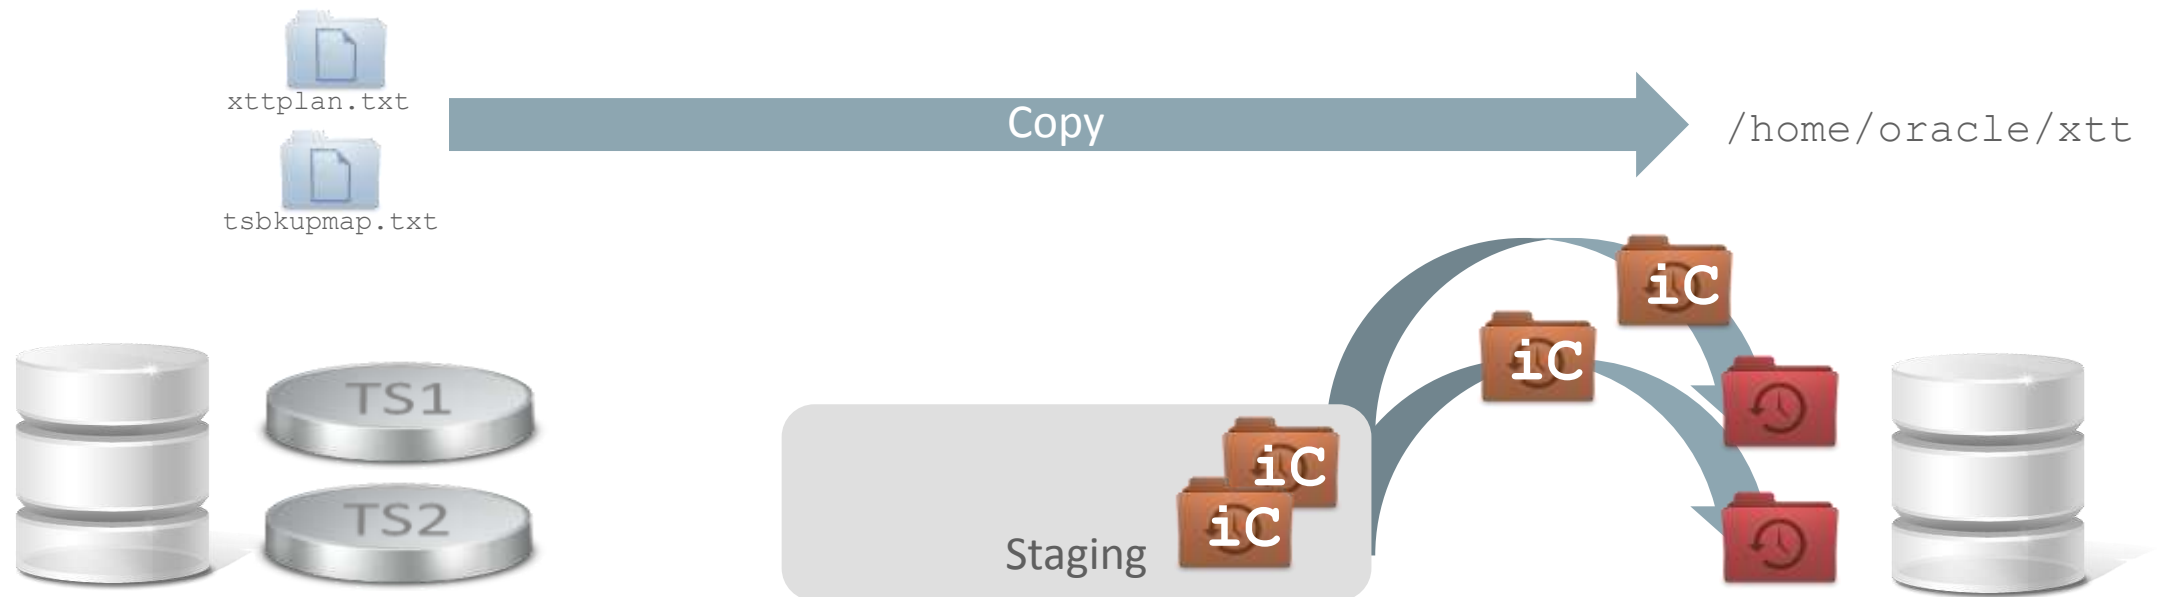 xttplan.txt
Copy
/home/oracle/xtt
tsbkupmap.txt
iC
iC
TS1
iC
TS2
iC
Staging